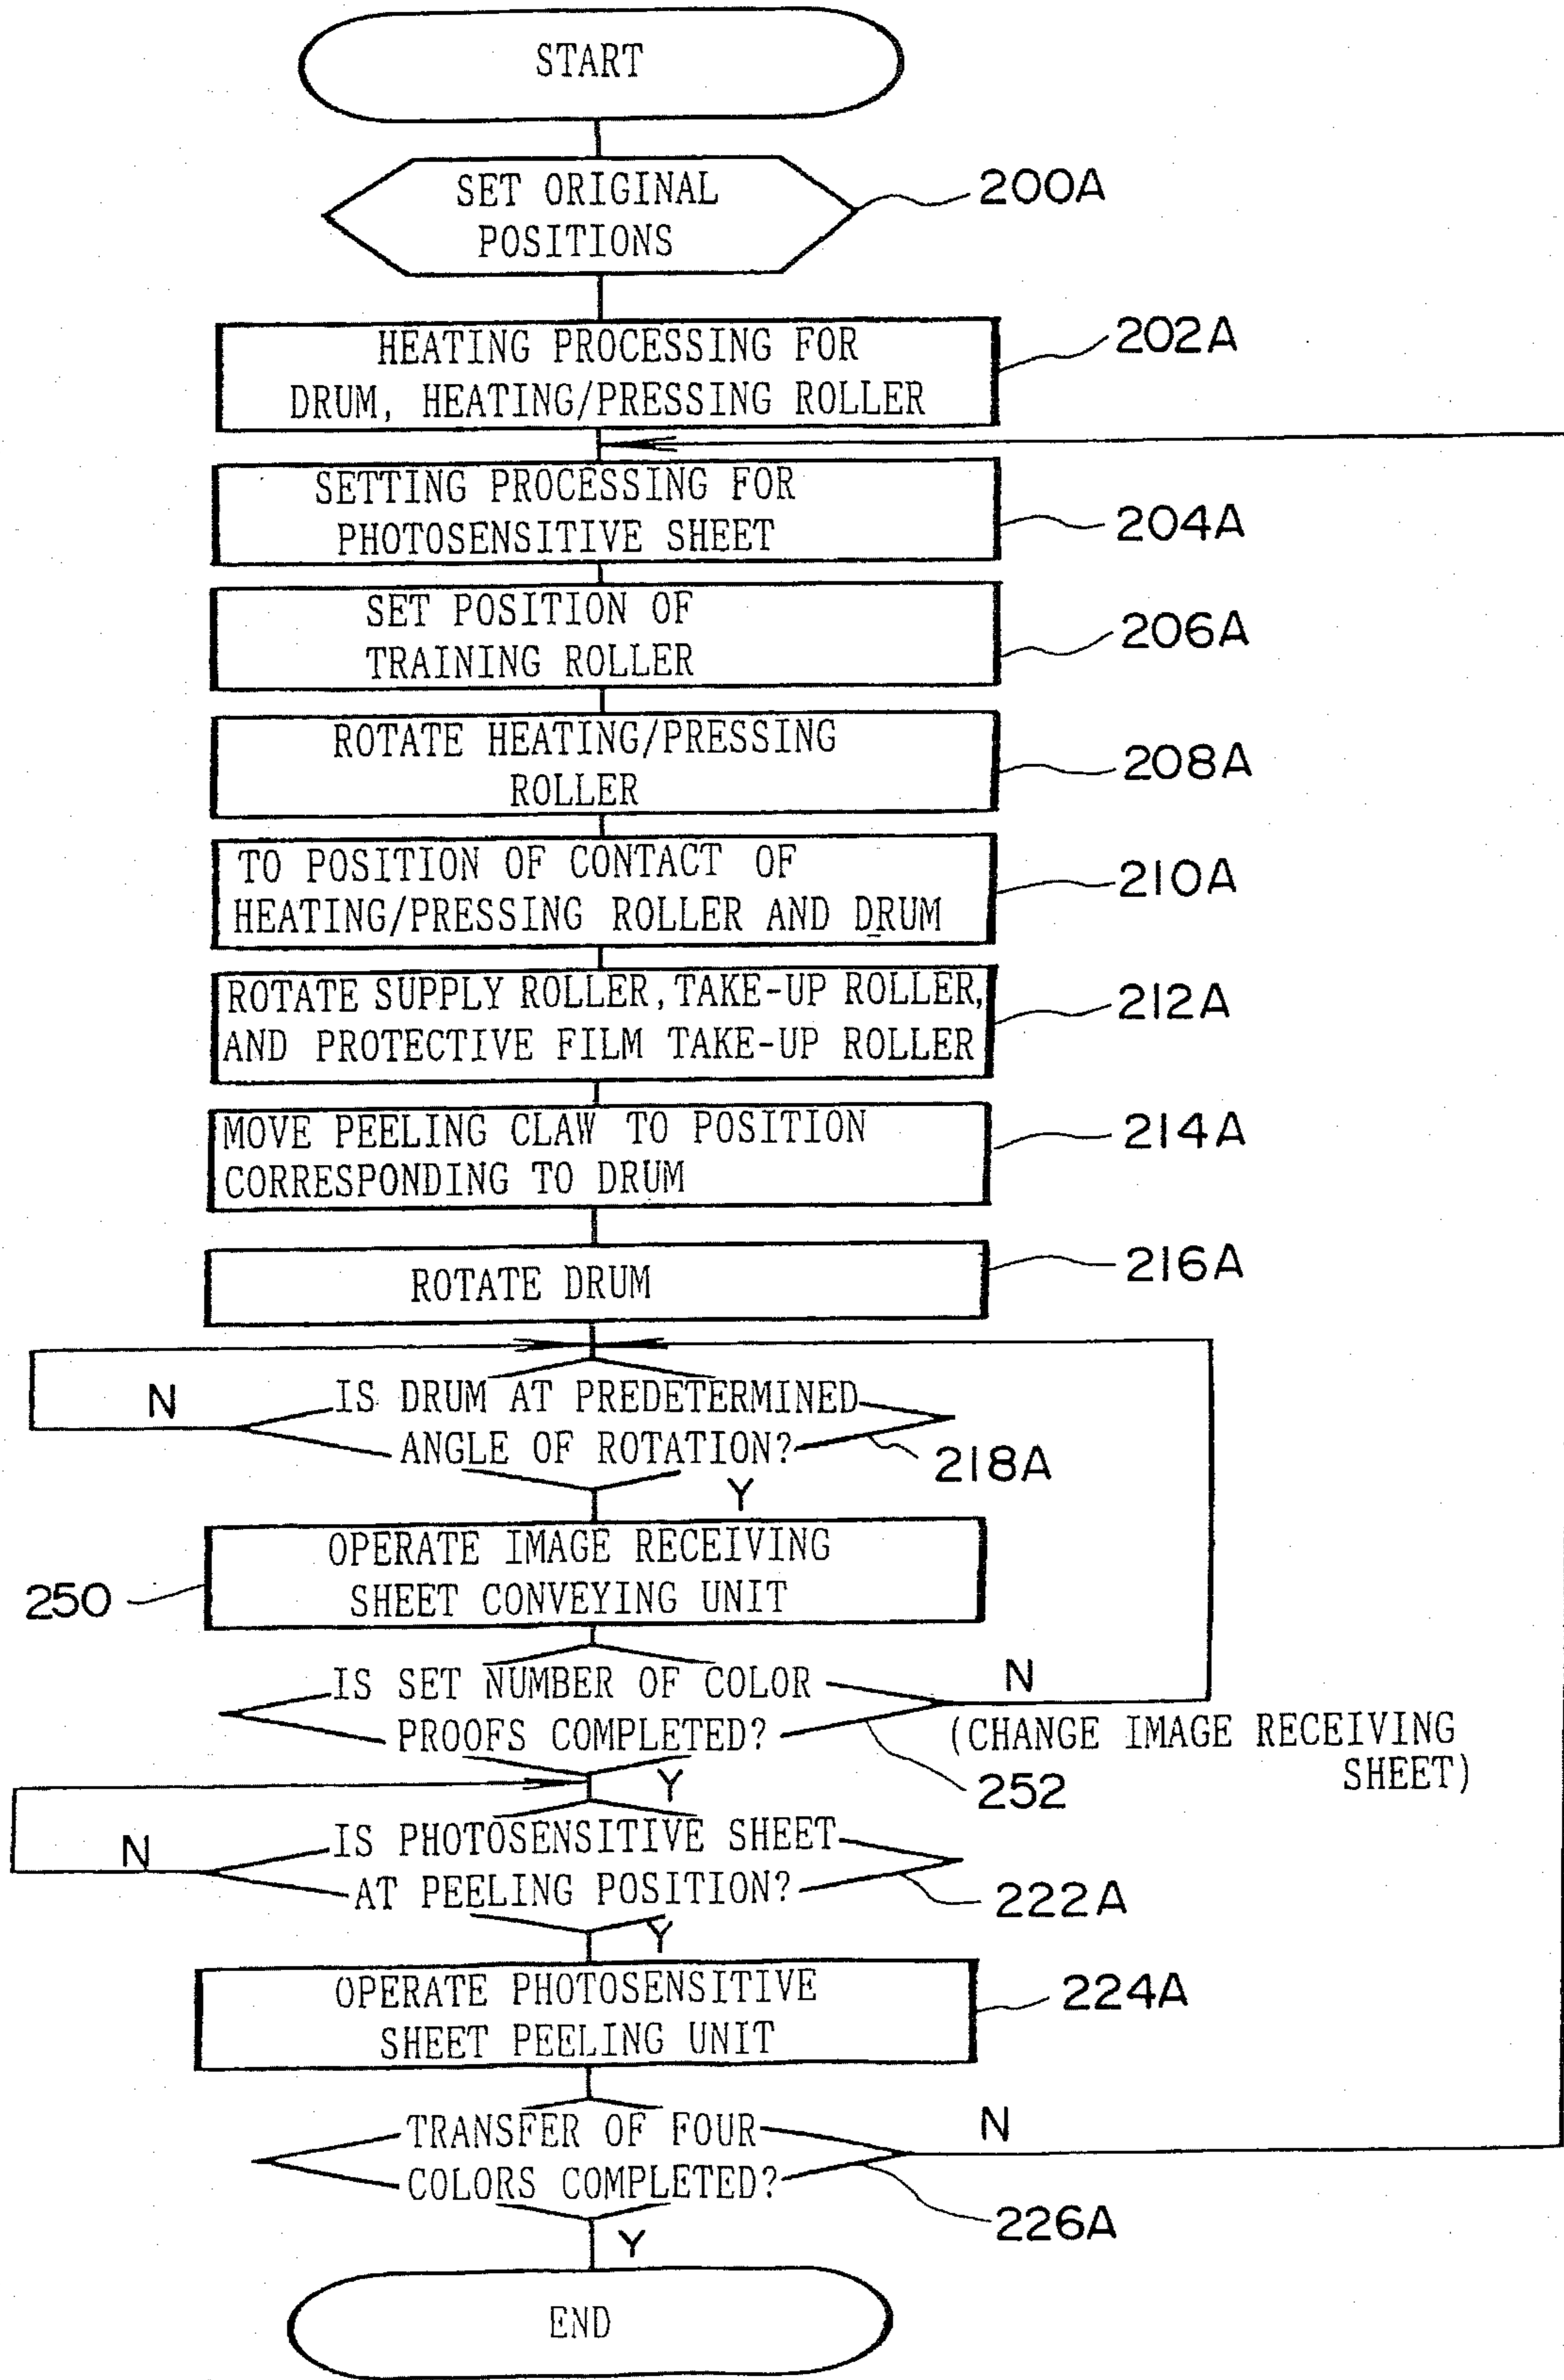 START
SET ORIGINAL
POSITIONS
200A
HEATING PROCESSING FOR
DRUM, HEATING/PRESSING ROLLER
202A
SETTING PROCESSING FOR
PHOTOSENSITIVE SHEET
204A
SET POSITION OF
TRAINING ROLLER
206A
ROTATE HEATING/PRESSING
ROLLER
208A
TO POSITION OF CONTACT OF
HEATING/PRESSING ROLLER AND DRUM
210A
ROTATE SUPPLY ROLLER, TAKE-UP ROLLER,
AND PROTECTIVE FILM TAKE-UP ROLLER
212A
MOVE PEELING CLAW TO POSITION
CORRESPONDING TO DRUM
214A
ROTATE DRUM
216A
N
IS DRUM AT PREDETERMINED
ANGLE OF ROTATION?
218A
Y
OPERATE IMAGE RECEIVING
SHEET CONVEYING UNIT
250
IS SET NUMBER OF COLOR
PROOFS COMPLETED?
N
(CHANGE IMAGE RECEIVING
SHEET)
252
Y
N
IS PHOTOSENSITIVE SHEET
AT PEELING POSITION?
222A
Y
OPERATE PHOTOSENSITIVE
SHEET PEELING UNIT
224A
TRANSFER OF FOUR
COLORS COMPLETED?
N
226A
Y
END